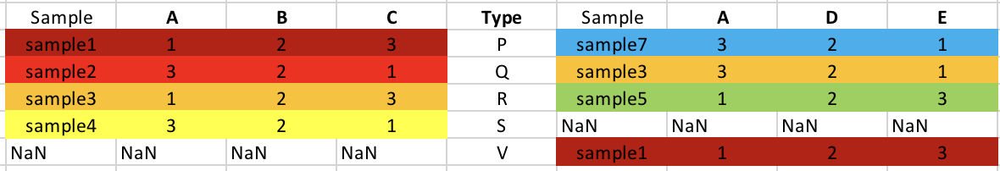 Sample A B C Type Sample A D E
sample1 1 2 3 P sample7 3 2 1
sample2 3 2 1 Q sample3 3 2 1
sample3 1 2 3 R sample5 1 2 3
sample4 3 2 1 S NaN NaN NaN NaN
NaN NaN NaN NaN V sample1 1 2 3